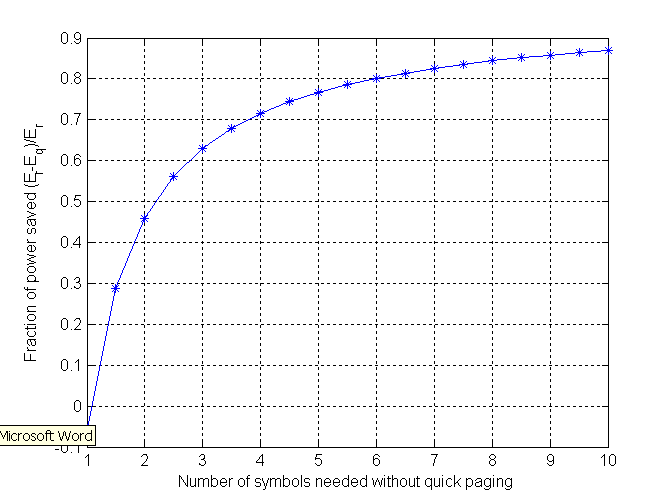 0.9
0.8
0.7
0.6
0.5
0.4
0.3
0.2
0.1
0
-0.1
Fraction of power saved (Er-Eq)/Er
Microsoft Word
1 2 3 4 5 6 7 8 9 10
Number of symbols needed without quick paging